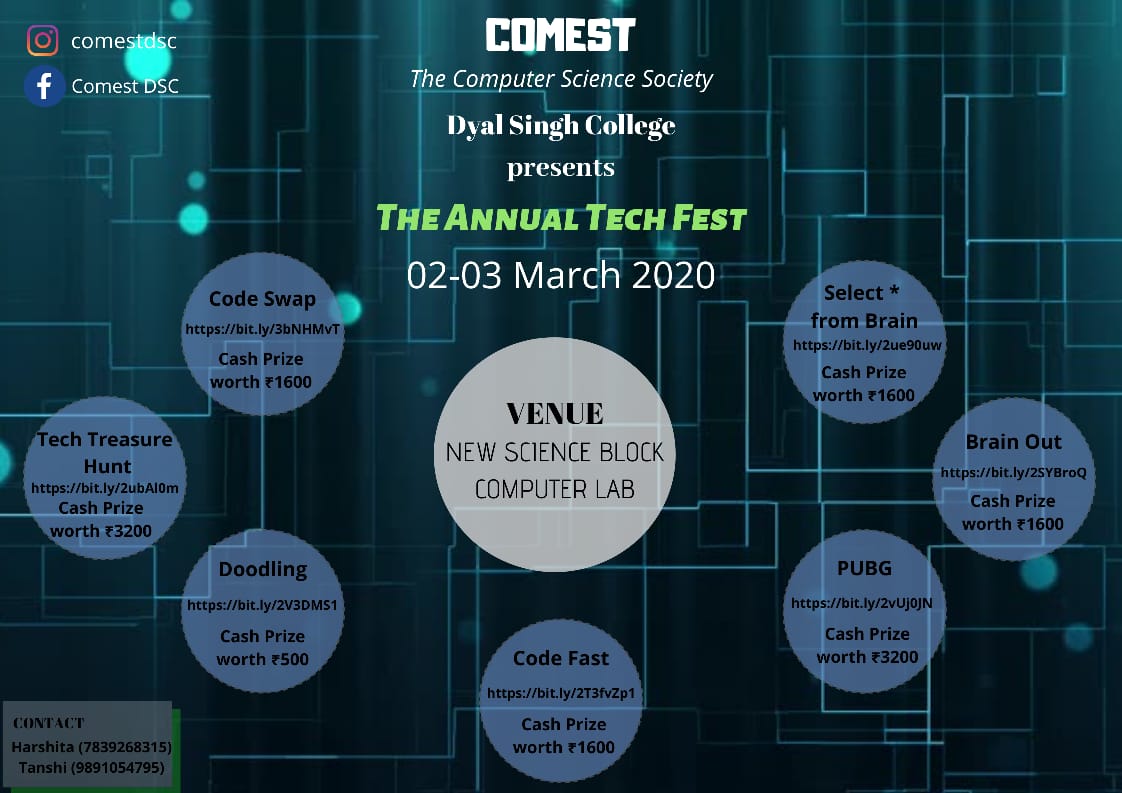 comestdsc
Comest DSC
COMEST
The Computer Science Society
Dyal Singh College
presents
The Annual Tech Fest
02-03 March 2020
Code Swap
https://bit.ly/3bNHMvT
Cash Prize
worth ₹1600
Select *
from Brain
https://bit.ly/2ue90uw
Cash Prize
worth ₹1600
Tech Treasure
Hunt
https://bit.ly/2ubAl0m
Cash Prize
worth ₹3200
VENUE
NEW SCIENCE BLOCK
COMPUTER LAB
Brain Out
https://bit.ly/2SYBroQ
Cash Prize
worth ₹1600
Doodling
https://bit.ly/2V3DMS1
Cash Prize
worth ₹500
PUBG
https://bit.ly/2vUj0JN
Cash Prize
worth ₹3200
Code Fast
https://bit.ly/2T3fvZp1
Cash Prize
worth ₹1600
CONTACT
Harshita (7839268315)
Tanshi (9891054795)